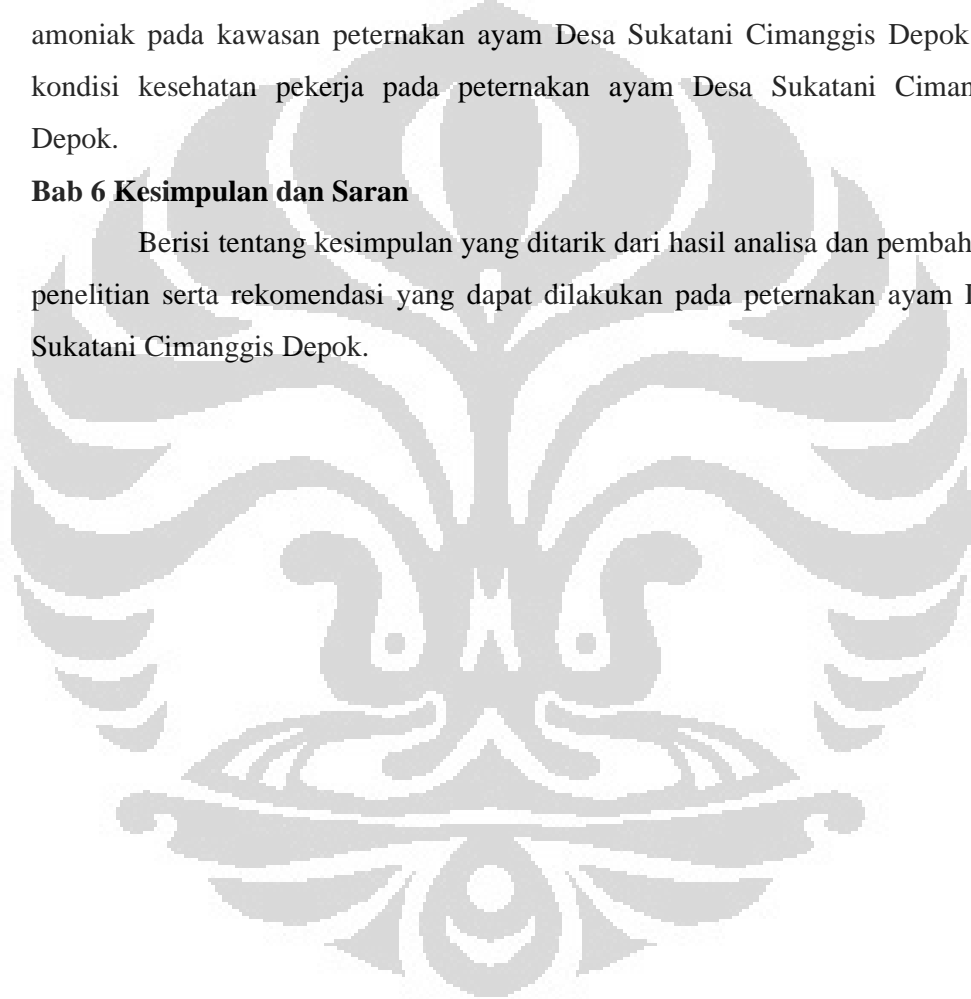 amoniak pada kawasan peternakan ayam Desa Sukatani Cimanggis Depok
kondisi kesehatan pekerja pada peternakan ayam Desa Sukatani
Depok.
Bab 6 Kesimpulan dan Saran
Berisi tentang kesimpulan yang ditarik dari hasil analisa dan
penelitian serta rekomendasi yang dapat dilakukan pada peternakan ayam
Sukatani Cimanggis Depok.